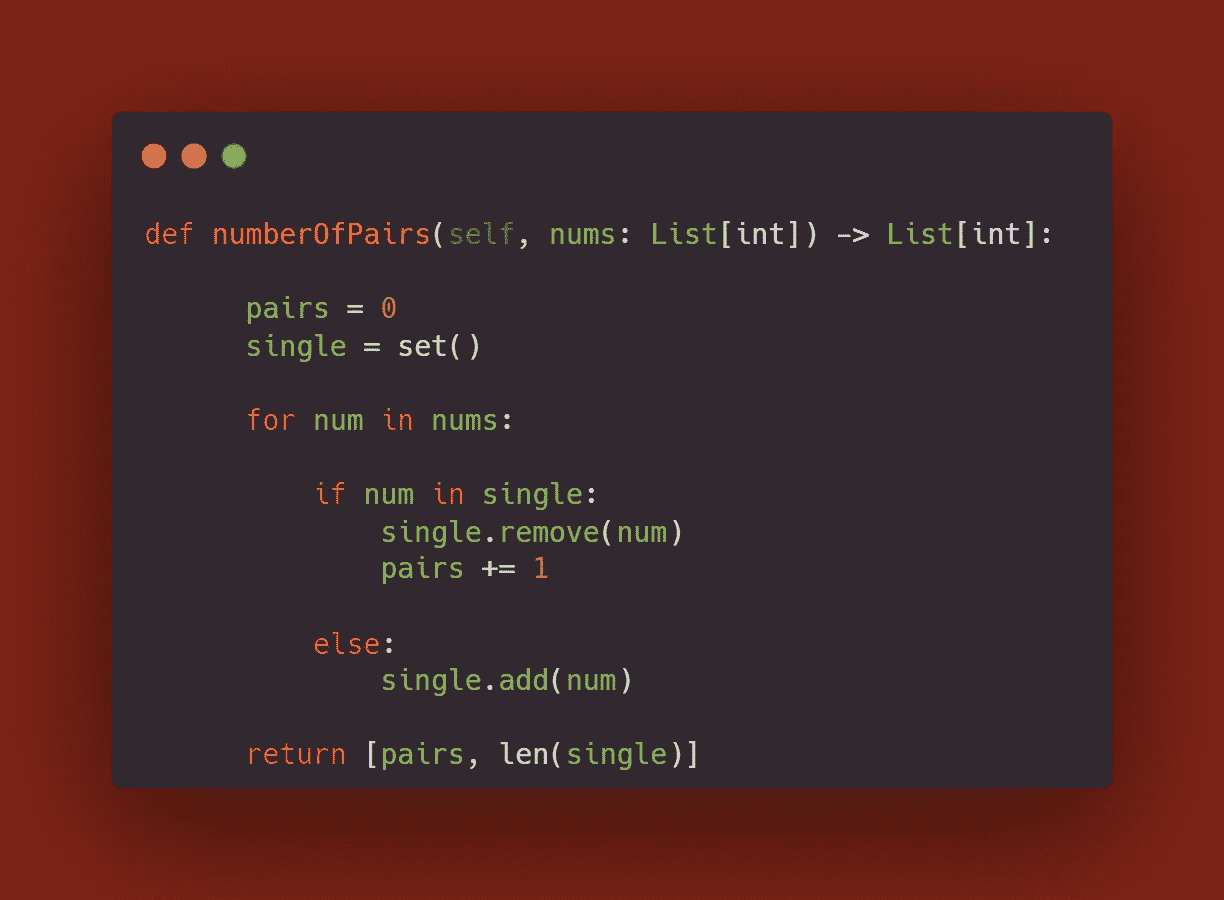 def numberOfPairs(self, nums: List[int]) -> List[int]:
pairs = 0
single = set()
for num in nums:
if num in single:
single.remove(num)
pairs += 1
else:
single.add(num)
return [pairs, len(single)]